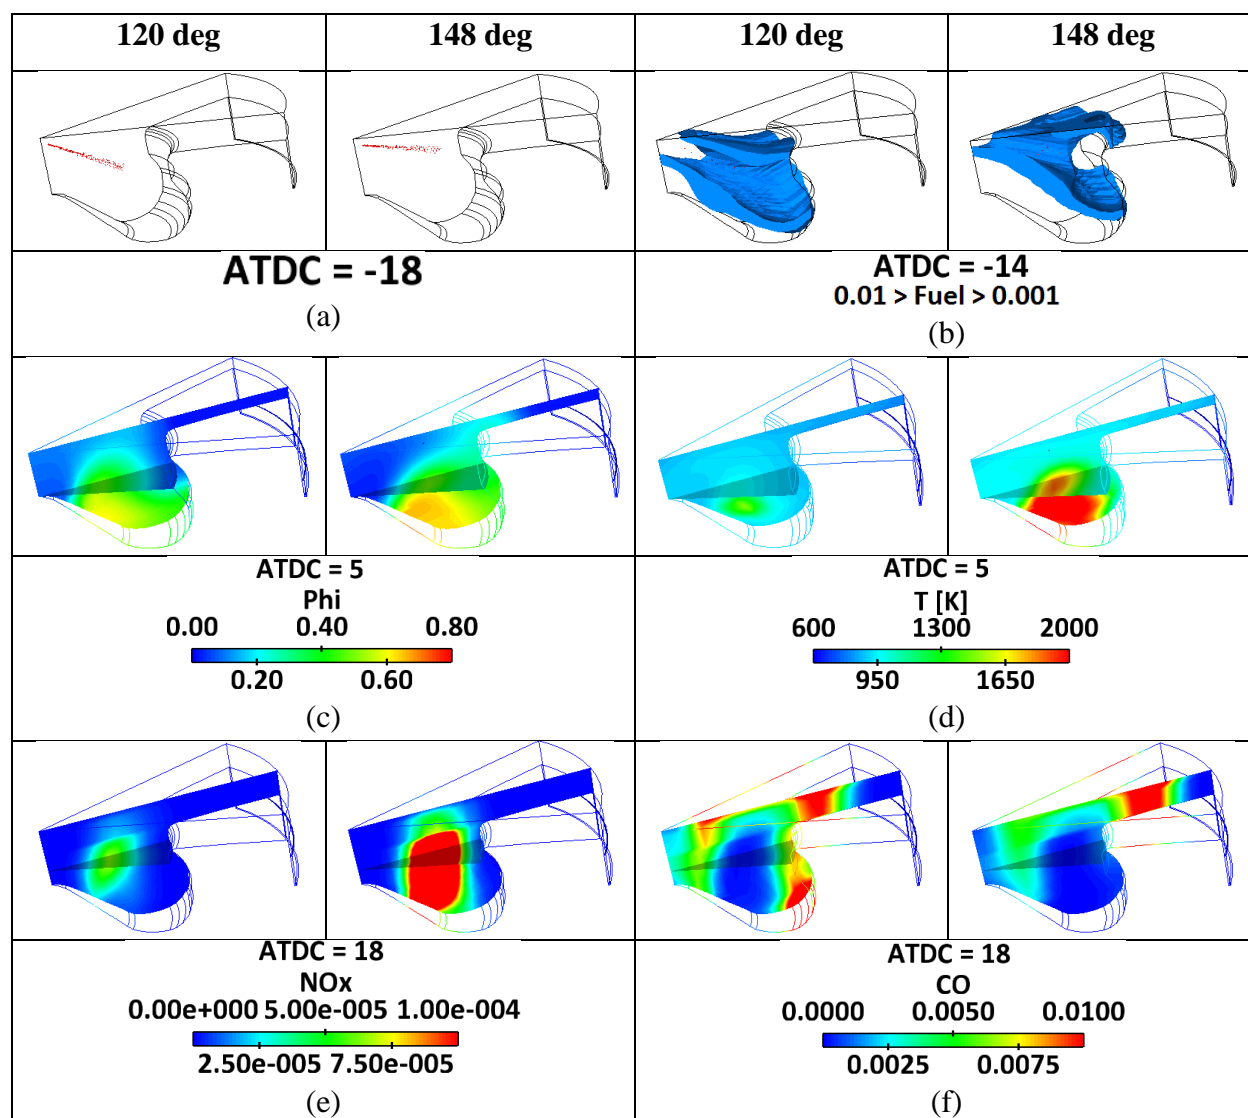 120 deg 148 deg 120 deg 148 deg
ATDC = -18
(a)
ATDC = -14
0.01 > Fuel > 0.001
(b)
ATDC = 5
Phi
0.00 0.40 0.80
0.20 0.60
(c)
ATDC = 5
T [K]
600 1300 2000
950 1650
(d)
ATDC = 18
NOx
0.00e+000 5.00e-005 1.00e-004
2.50e-005 7.50e-005
(e)
ATDC = 18
CO
0.0000 0.0050 0.0100
0.0025 0.0075
(f)